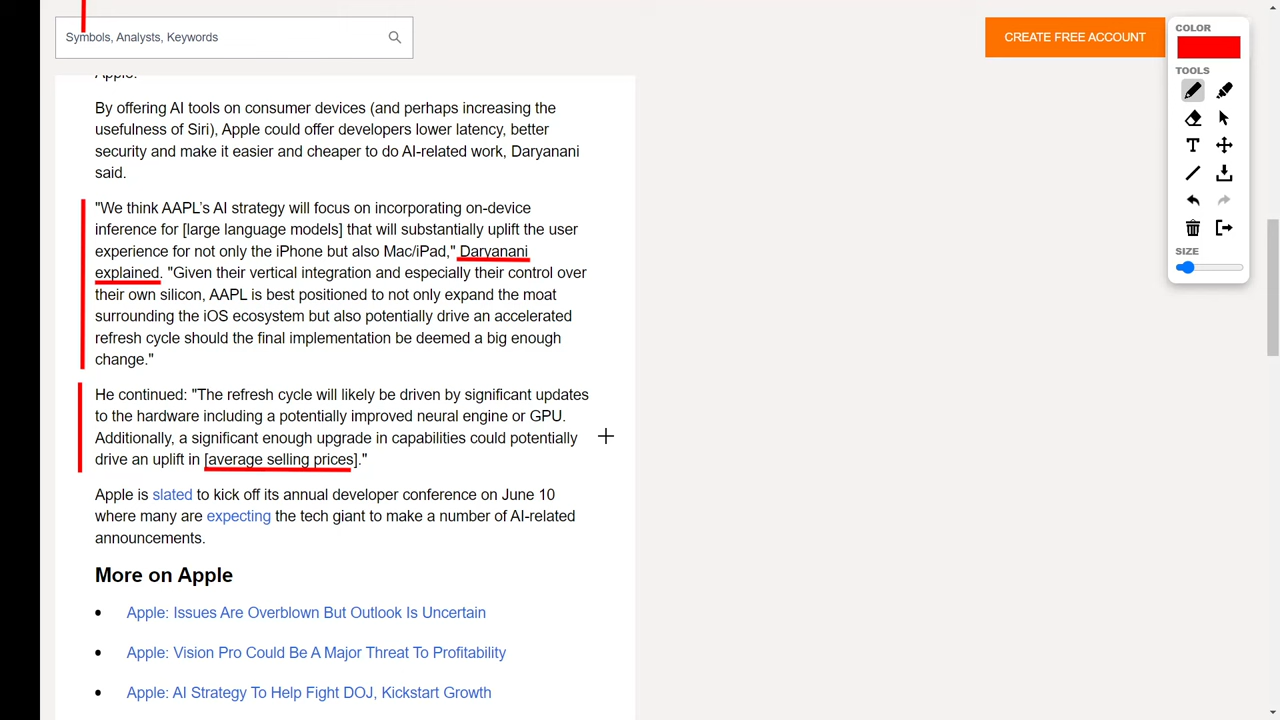 Symbols, Analysts, Keywords
CREATE FREE ACCOUNT
COLOR
TOOLS
T
SIZE
Apple.
By offering AI tools on consumer devices (and perhaps increasing the
usefulness of Siri), Apple could offer developers lower latency, better
security and make it easier and cheaper to do AI-related work, Daryanani
said.
"We think AAPL's AI strategy will focus on incorporating on-device
inference for [large language models] that will substantially uplift the user
experience for not only the iPhone but also Mac/iPad," Daryanani
explained. "Given their vertical integration and especially their control over
their own silicon, AAPL is best positioned to not only expand the moat
surrounding the iOS ecosystem but also potentially drive an accelerated
refresh cycle should the final implementation be deemed a big enough
change."
He continued: "The refresh cycle will likely be driven by significant updates
to the hardware including a potentially improved neural engine or GPU.
Additionally, a significant enough upgrade in capabilities could potentially
drive an uplift in [average selling prices]."
Apple is slated to kick off its annual developer conference on June 10
where many are expecting the tech giant to make a number of AI-related
announcements.
More on Apple
Apple: Issues Are Overblown But Outlook Is Uncertain
Apple: Vision Pro Could Be A Major Threat To Profitability
Apple: AI Strategy To Help Fight DOJ, Kickstart Growth